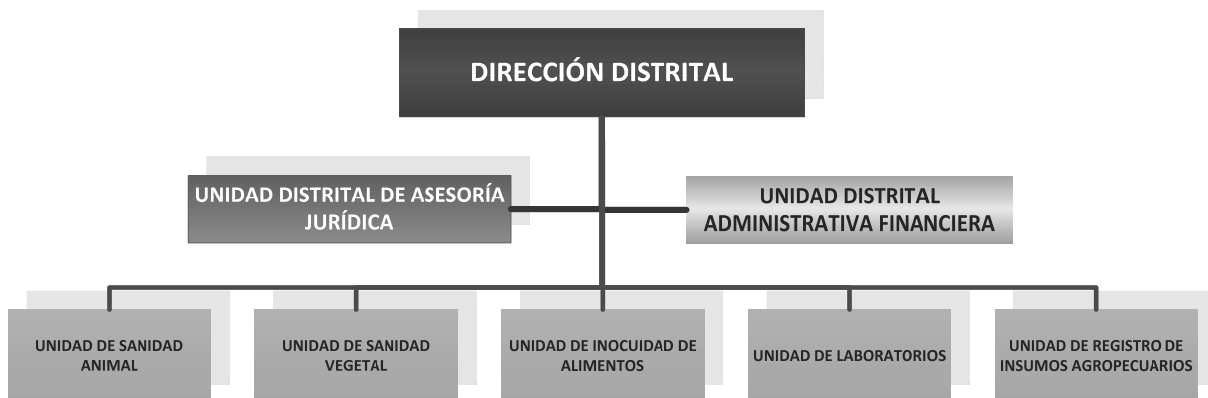 DIRECCIÓN DISTRITAL
UNIDAD DISTRITAL DE ASESORÍA
JURÍDICA
UNIDAD DISTRITAL
ADMINISTRATIVA FINANCIERA
UNIDAD DE SANIDAD
ANIMAL
UNIDAD DE SANIDAD
VEGETAL
UNIDAD DE INOCUIDAD DE
ALIMENTOS
UNIDAD DE LABORATORIOS
UNIDAD DE REGISTRO DE
INSUMOS AGROPECUARIOS